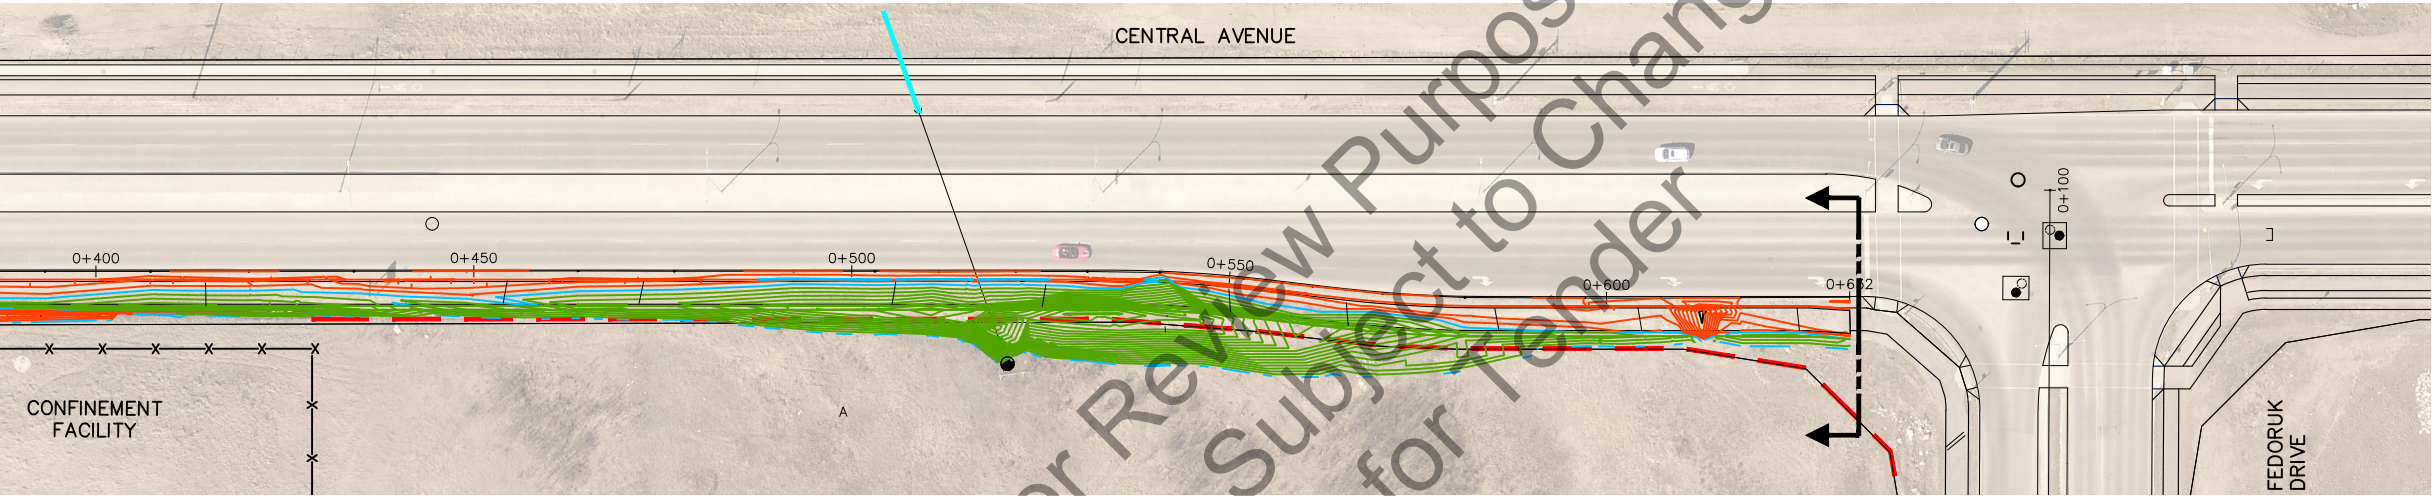 CENTRAL AVENUE
For Review Purpos
Subject to Chang
for Tender
0+100
0+400
0+450
0+500
0+550
0+600
CONFINEMENT
FACILITY
A
FEDORUK
DRIVE